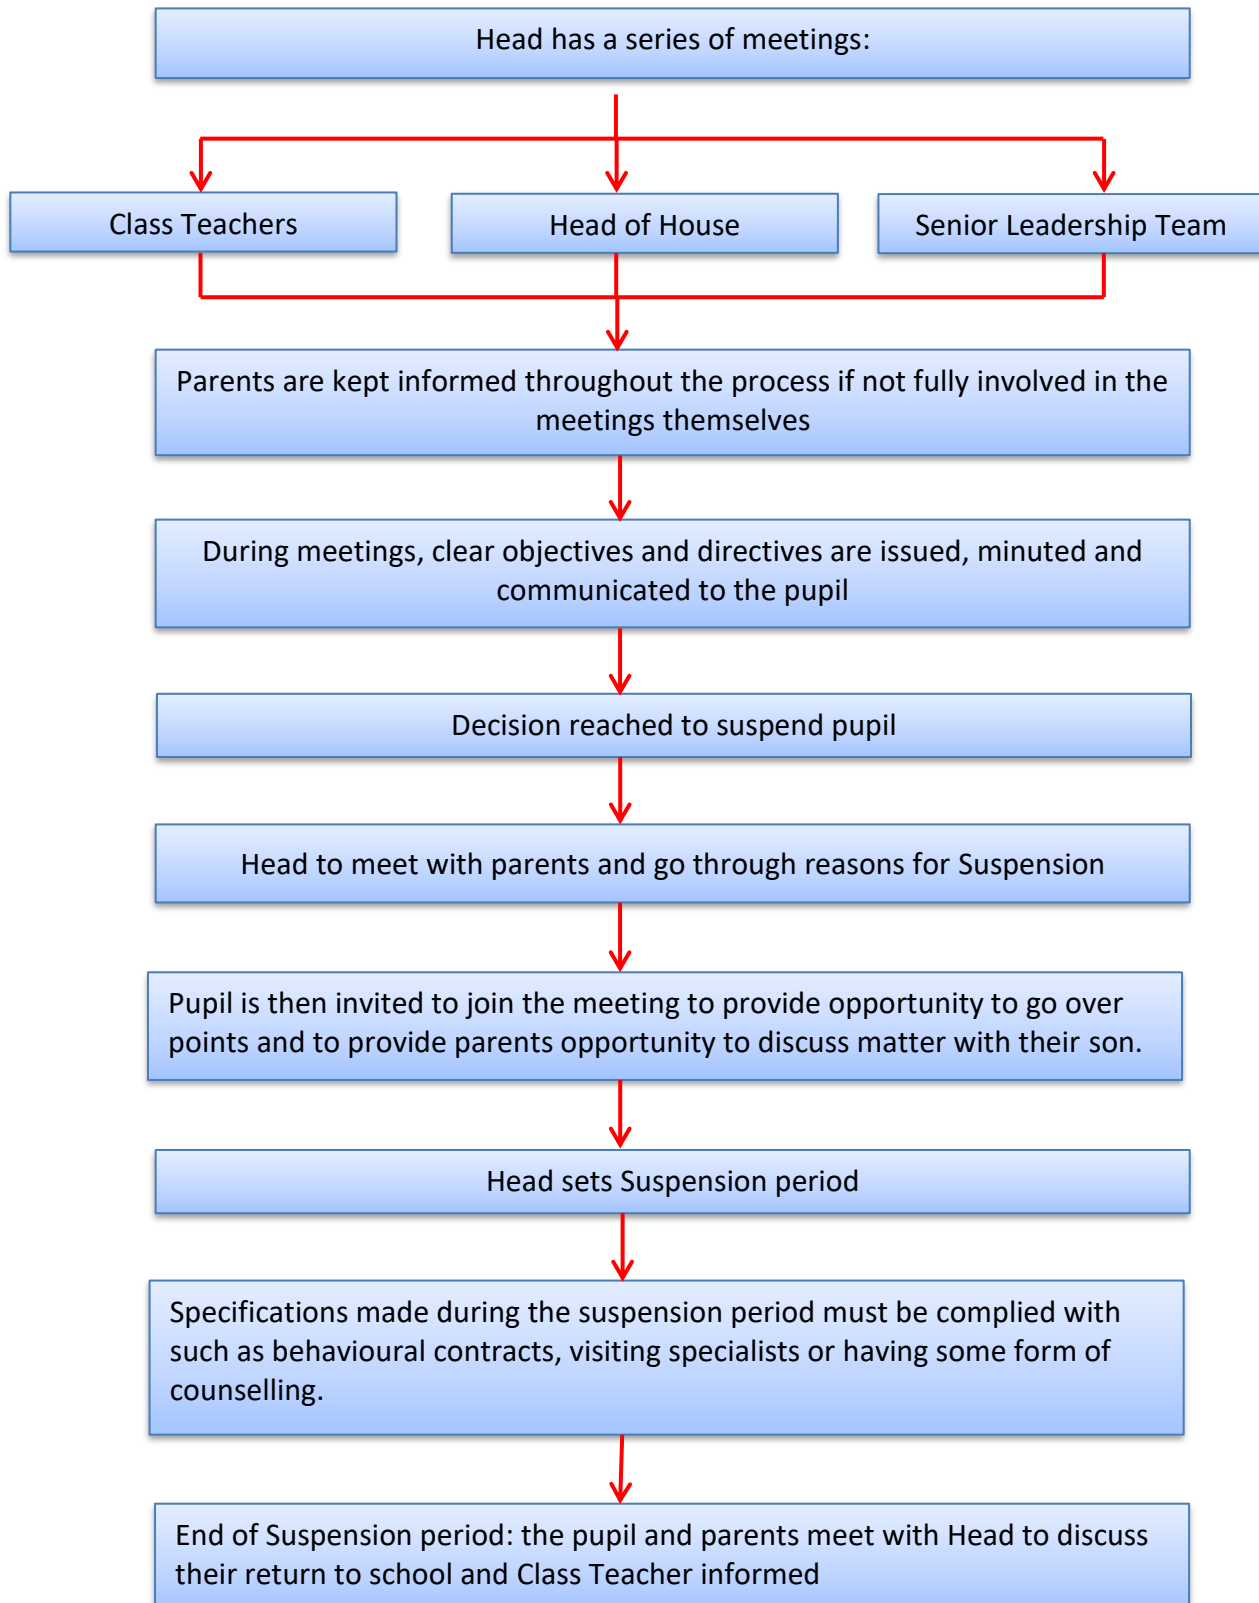 Head has a series of meetings:
Class Teachers
Head of House
Senior Leadership Team
Parents are kept informed throughout the process if not fully involved in the
meetings themselves
During meetings, clear objectives and directives are issued, minuted and
communicated to the pupil
Decision reached to suspend pupil
Head to meet with parents and go through reasons for Suspension
Pupil is then invited to join the meeting to provide opportunity to go over
points and to provide parents opportunity to discuss matter with their son.
Head sets Suspension period
Specifications made during the suspension period must be complied with
such as behavioural contracts, visiting specialists or having some form of
counselling.
End of Suspension period: the pupil and parents meet with Head to discuss
their return to school and Class Teacher informed